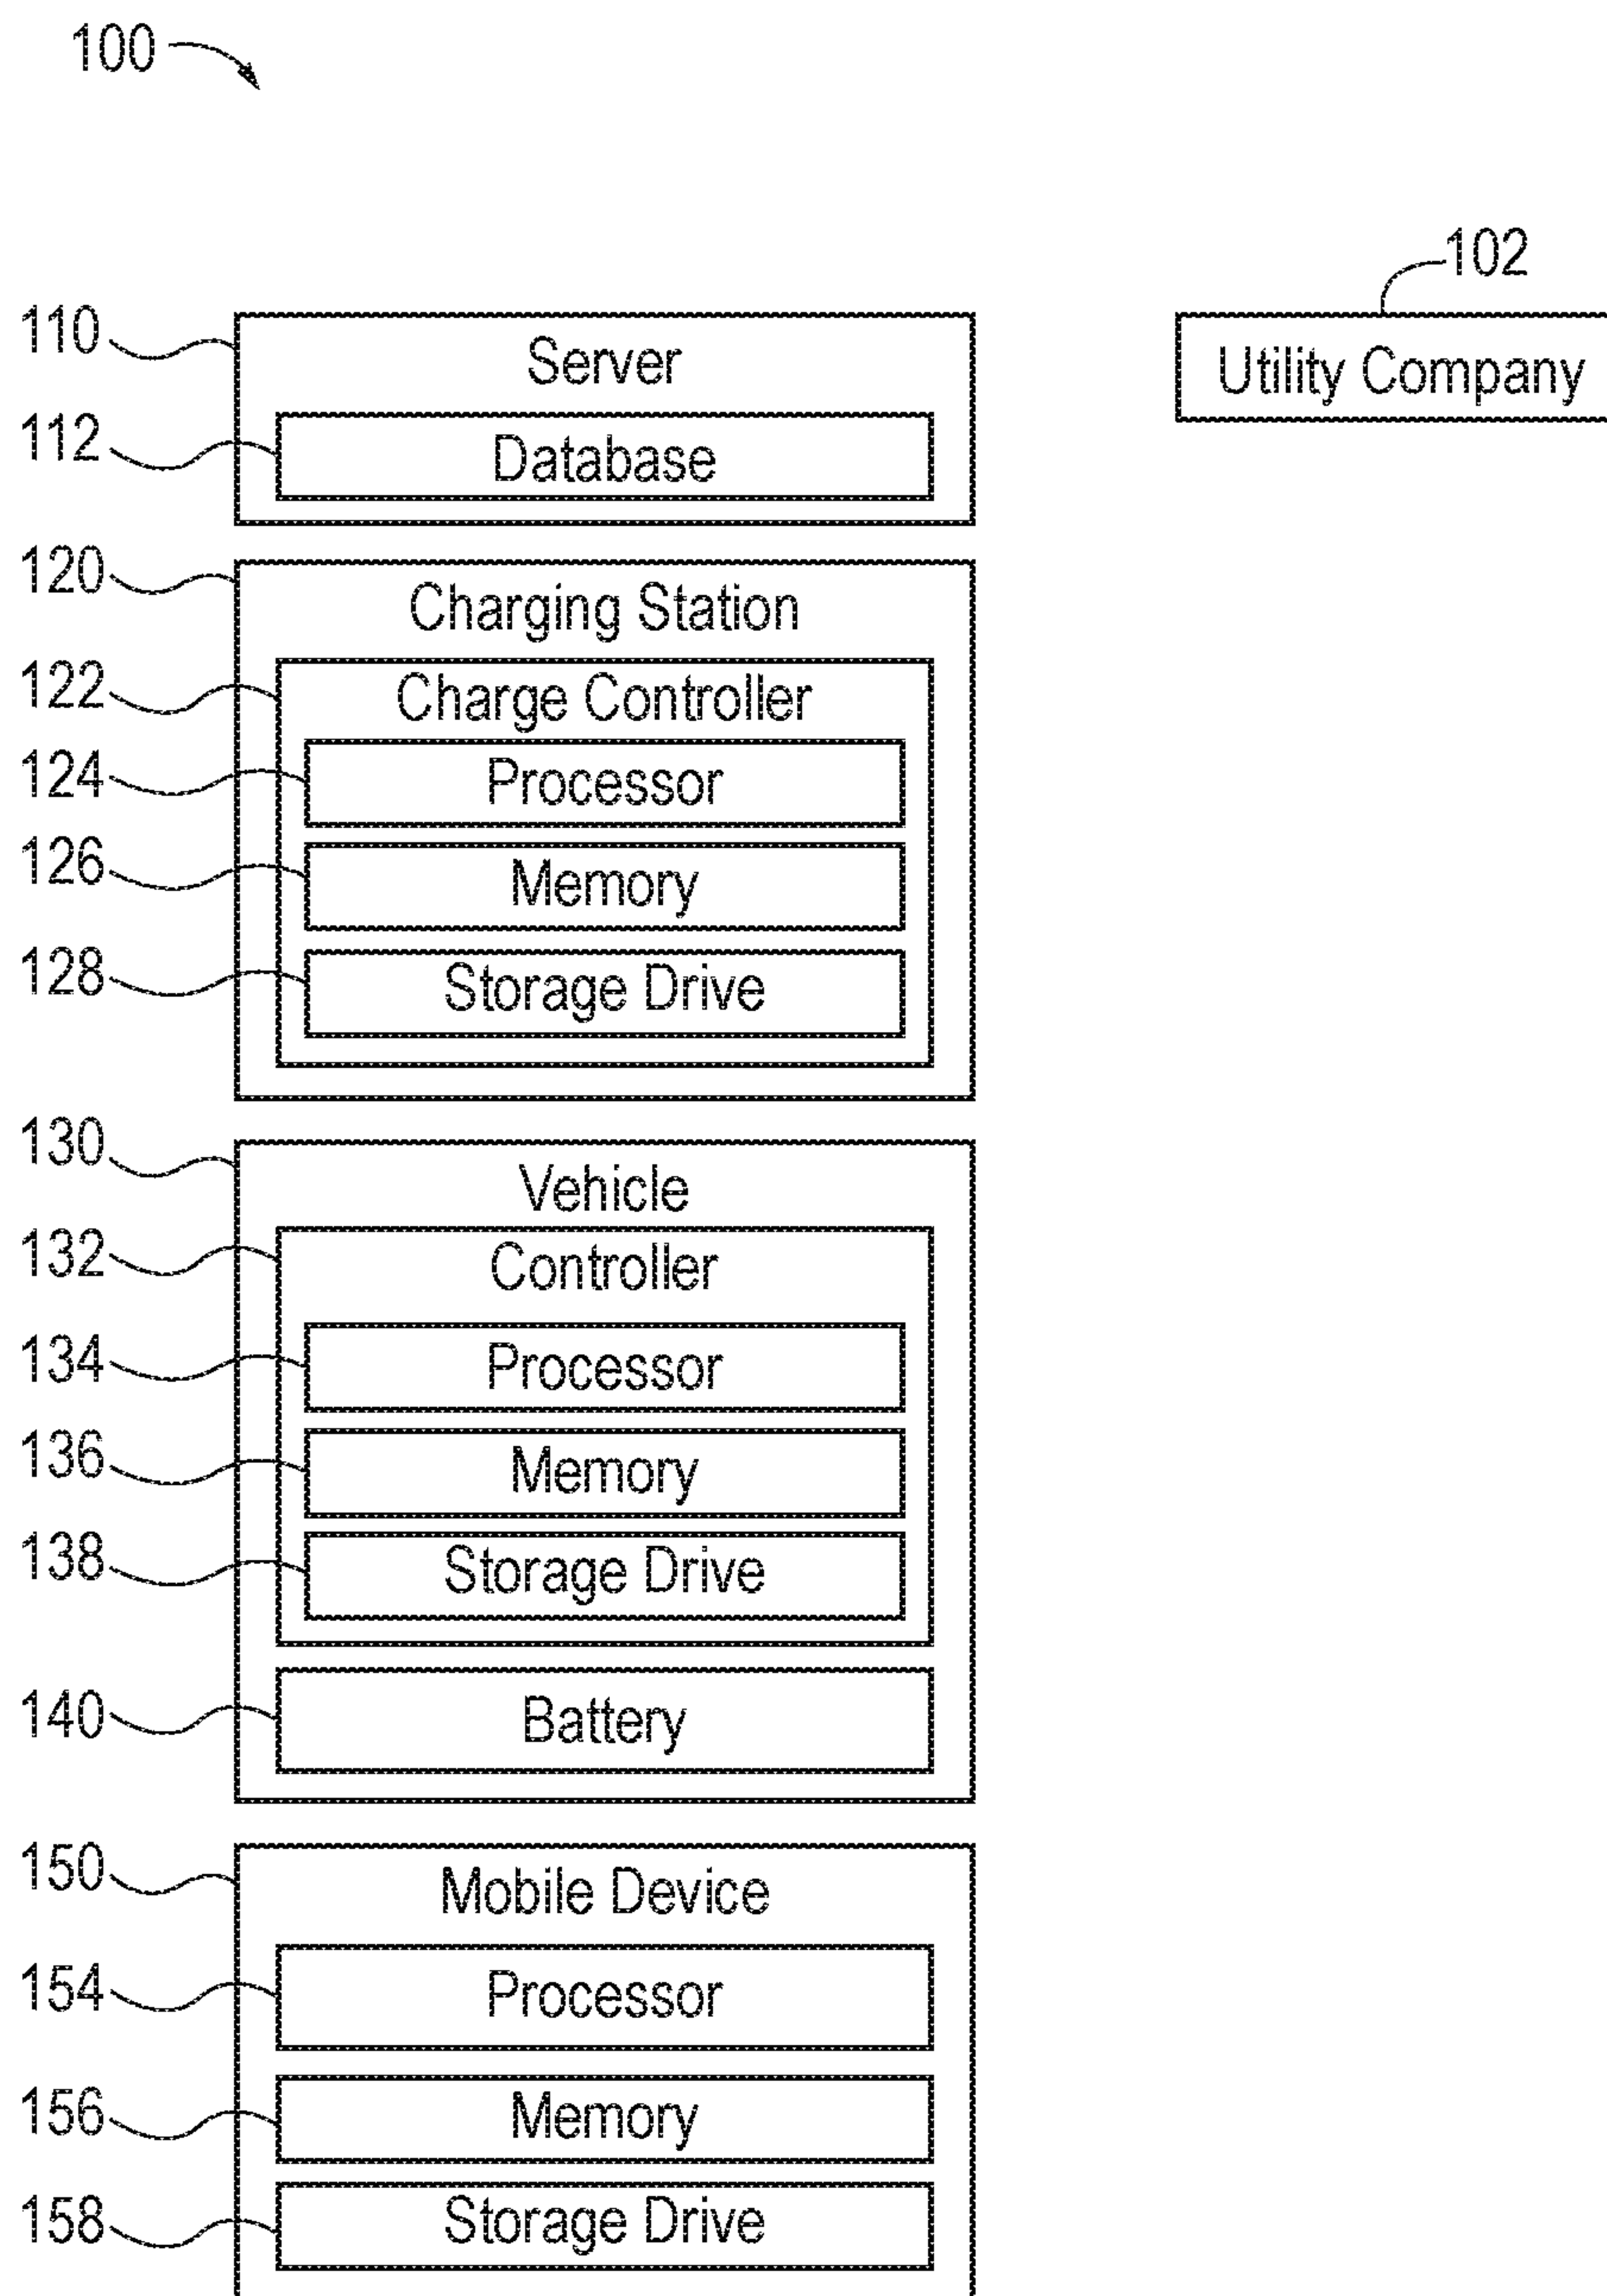 100
102
Utility Company
110
Server
112
Database
120
Charging Station
122
Charge Controller
124
Processor
126
Memory
128
Storage Drive
130
Vehicle
132
Controller
134
Processor
136
Memory
138
Storage Drive
140
Battery
150
Mobile Device
154
Processor
156
Memory
158
Storage Drive